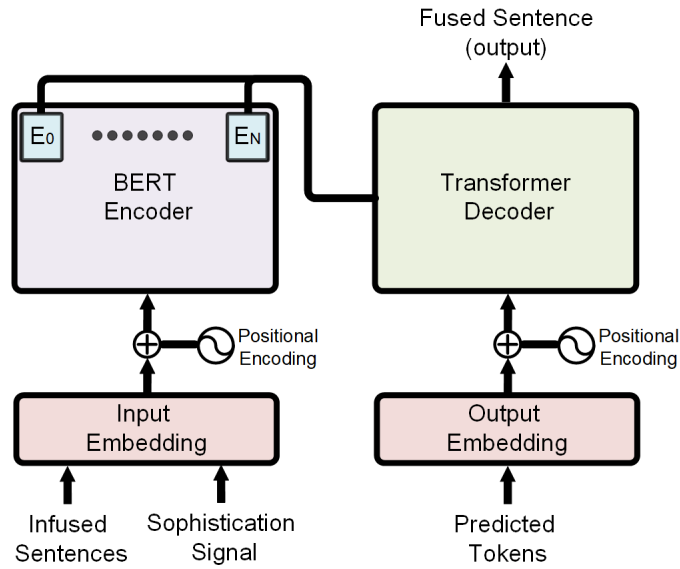 Fused Sentence
(output)
E0
EN
BERT
Encoder
Transformer
Decoder
Positional
Encoding
Positional
Encoding
Input
Embedding
Output
Embedding
Infused
Sentences
Sophistication
Signal
Predicted
Tokens